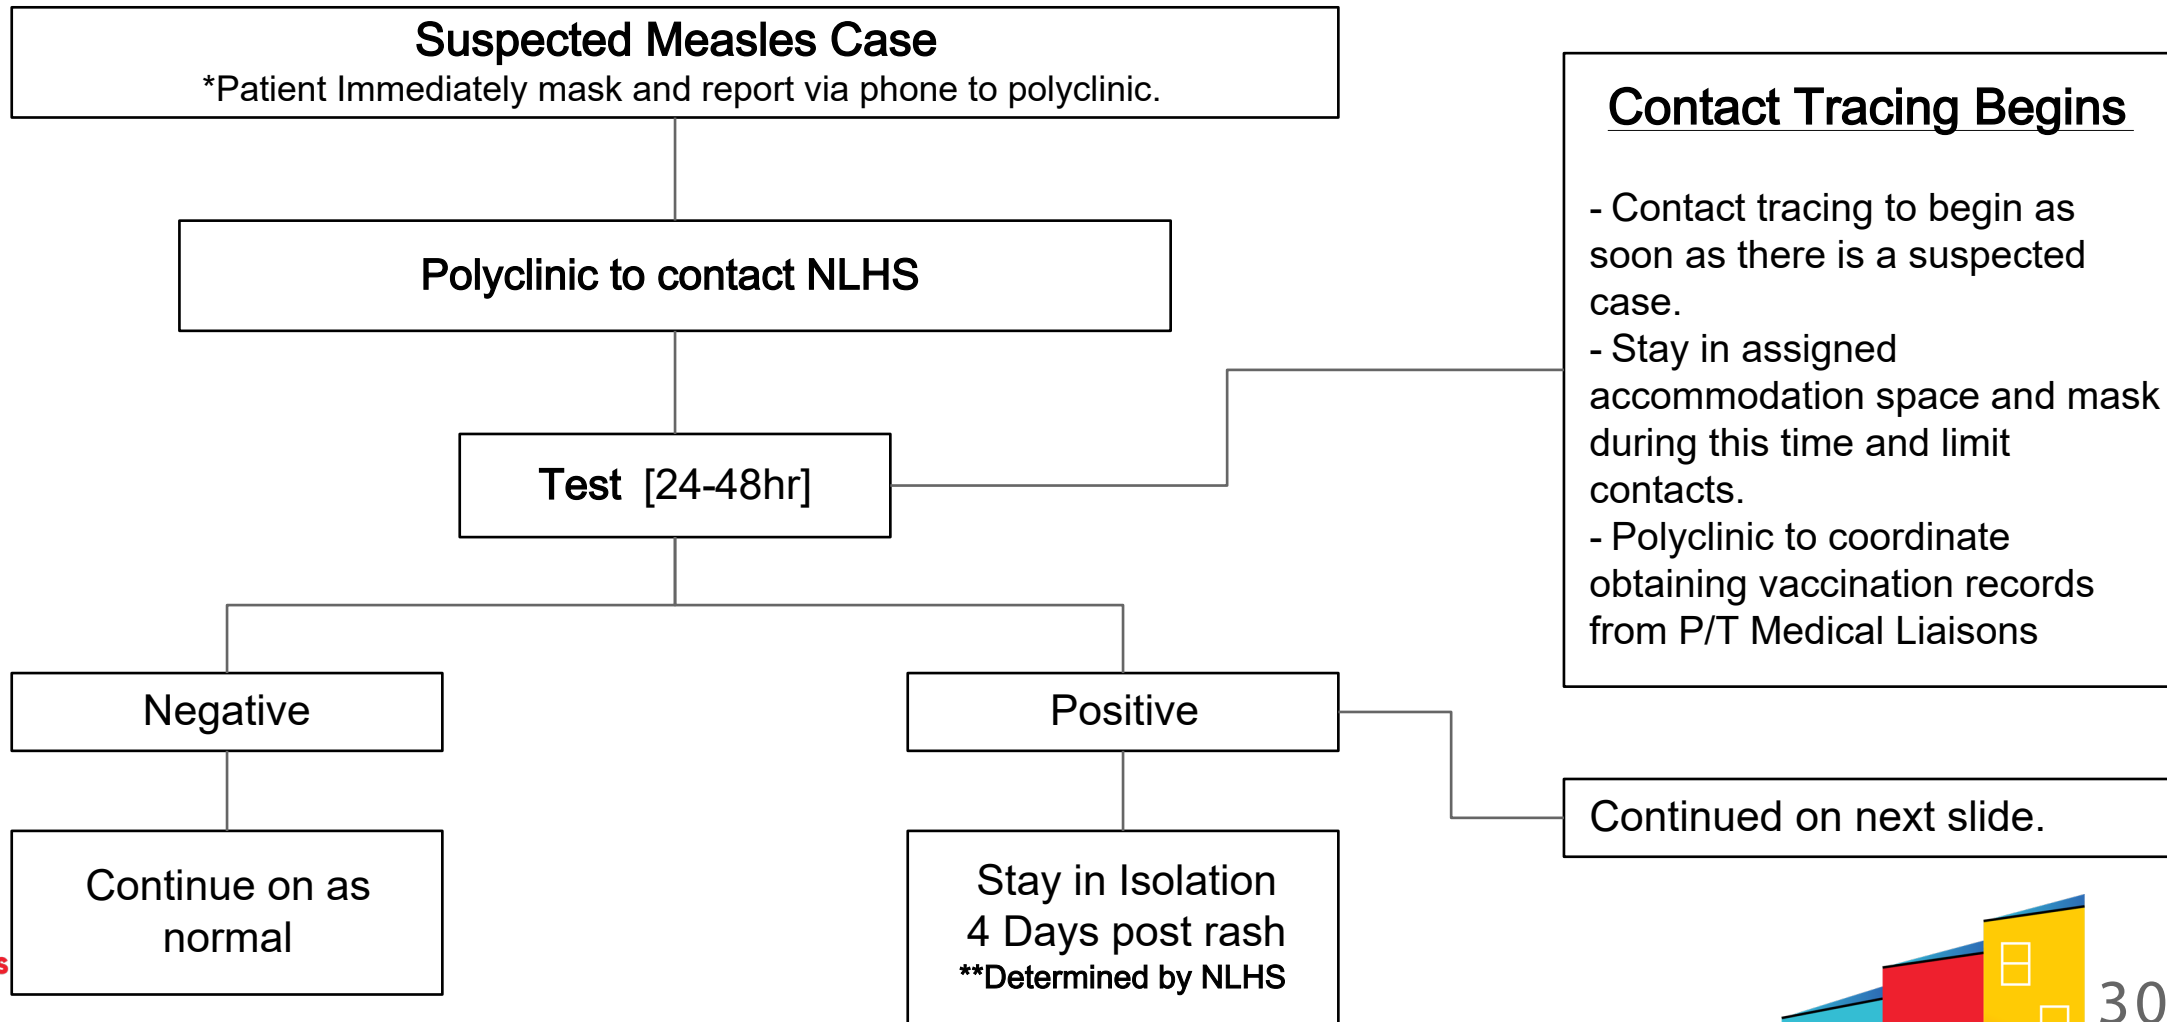 Suspected Measles Case
*Patient Immediately mask and report via phone to polyclinic.
Polyclinic to contact NLHS
Test [24-48hr]
Contact Tracing Begins
- Contact tracing to begin as
soon as there is a suspected
case.
- Stay in assigned
accommodation space and mask
during this time and limit
contacts.
- Polyclinic to coordinate
obtaining vaccination records
from P/T Medical Liaisons
Negative
Positive
Continue on as
normal
Stay in Isolation
4 Days post rash
**Determined by NLHS
Continued on next slide.
30